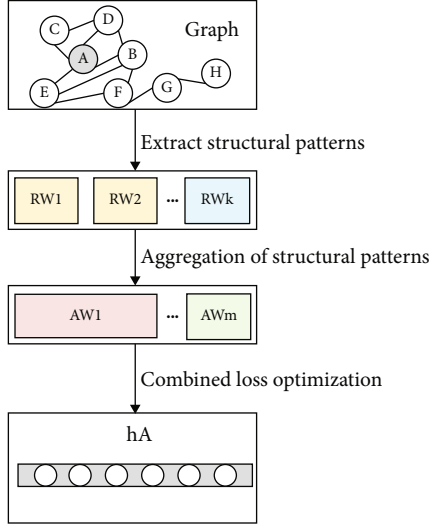 D
C
Graph
A
B
H
G
E
F
Extract structural patterns
RW1 RW2 ... RWk
Aggregation of structural patterns
AW1 ... AWm
Combined loss optimization
hA